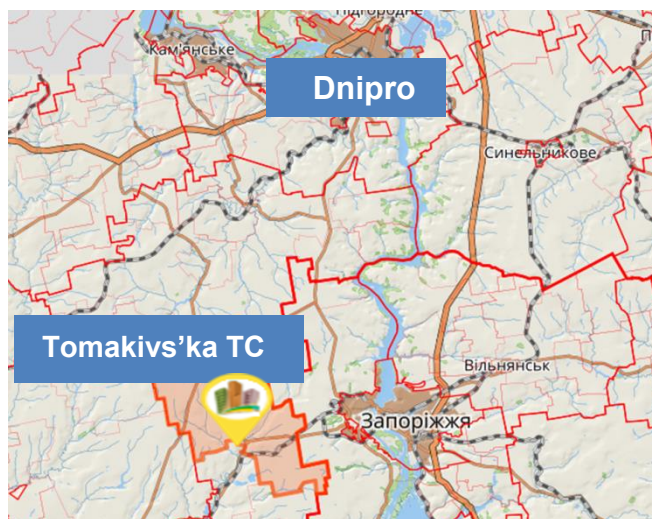 Підгородне
Кам'янське
Dnipro
Синельникове
Tomakivs'ka TC
Вільнянськ
Запоріжжя